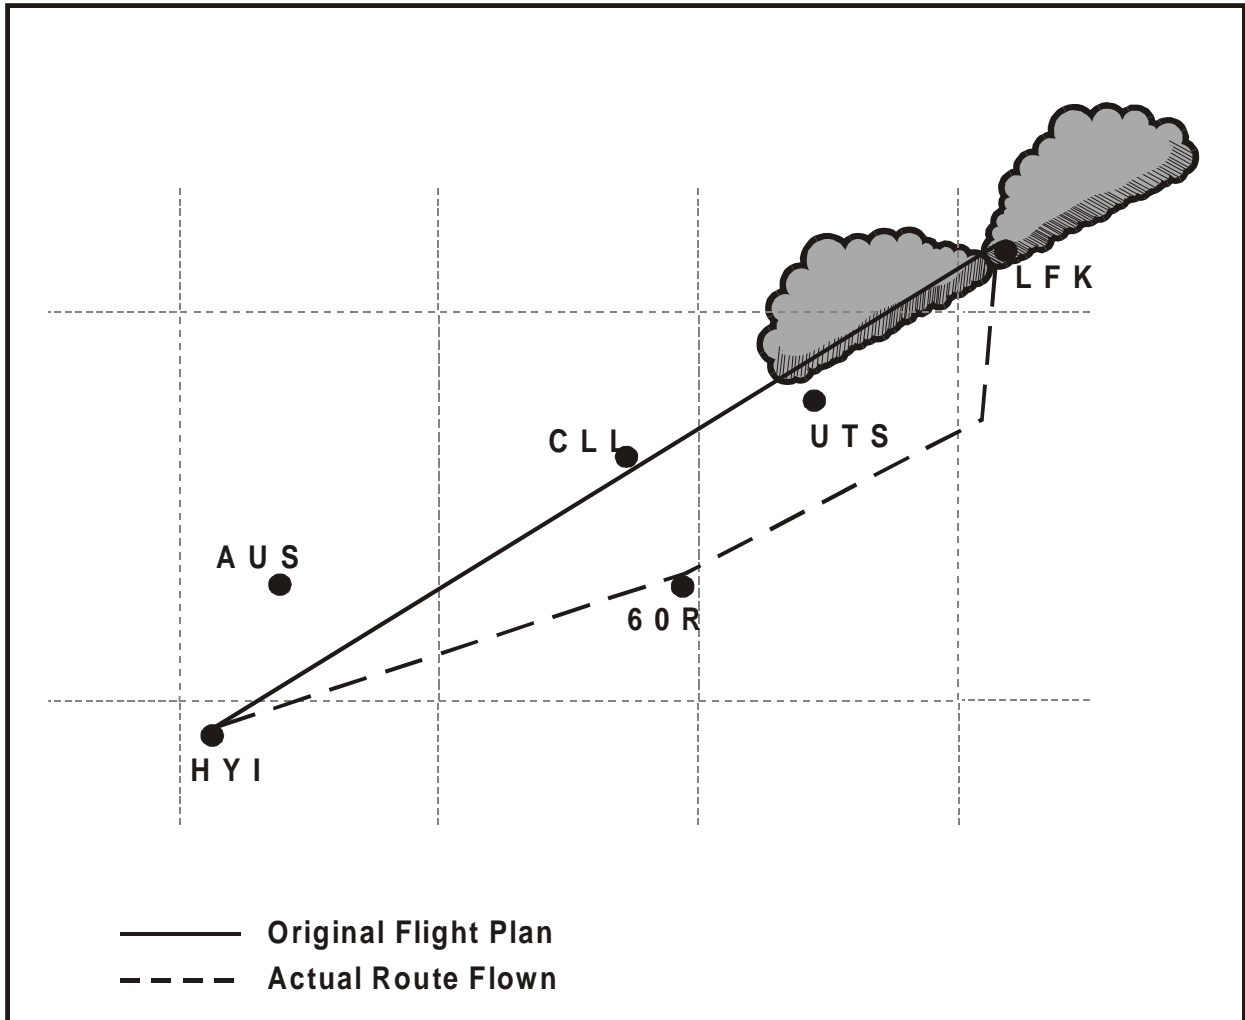 LFK
UTS
CLL
AUS
60R
HYI
Original Flight Plan
Actual Route Flown